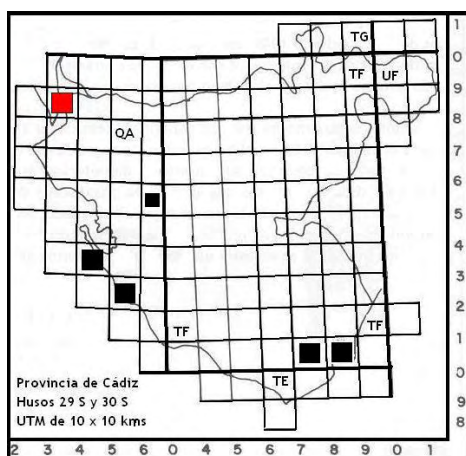 1
TG
0
TF UF
9
8
QA
7
6
5
4
3
2
TF TF
1
0
TE
Provincia de Cádiz
Husos 29 S y 30 S
9
UTM de 10 x 10 kms
8
2 3 4 5 6 0 4 5 6 7 8 9 0 1